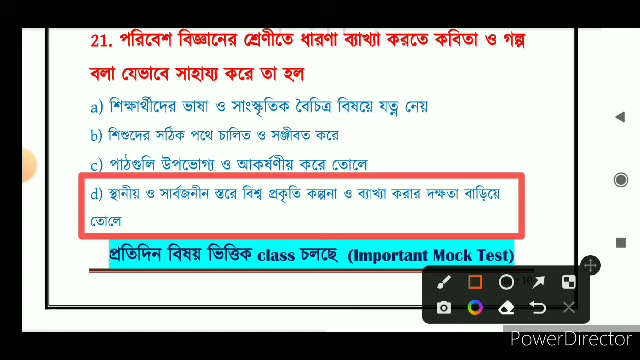 21. পরিবেশ বিজ্ঞানের শ্রেণীতে ধারণা ব্যাখ্যা করতে কবিতা ও গল্প
বলা যেভাবে সাহায্য করে তা হল
a) শিক্ষার্থীদের ভাষা ও সাংস্কৃতিক বৈচিত্র বিষয়ে যত্ন নেয়
b) শিশুদের সঠিক পথে চালিত ও সঞ্জীবত করে
c) পাঠগুলি উপভোগ্য ও আকর্ষণীয় করে তোলে
d) স্থানীয় ও সার্বজনীন স্তরে বিশ্ব প্রকৃতি কল্পনা ও ব্যাখ্যা করার দক্ষতা বাড়িয়ে
তোলে
প্রতিদিন বিষয় ভিত্তিক class চলছে (Important Mock Test)
PowerDirector